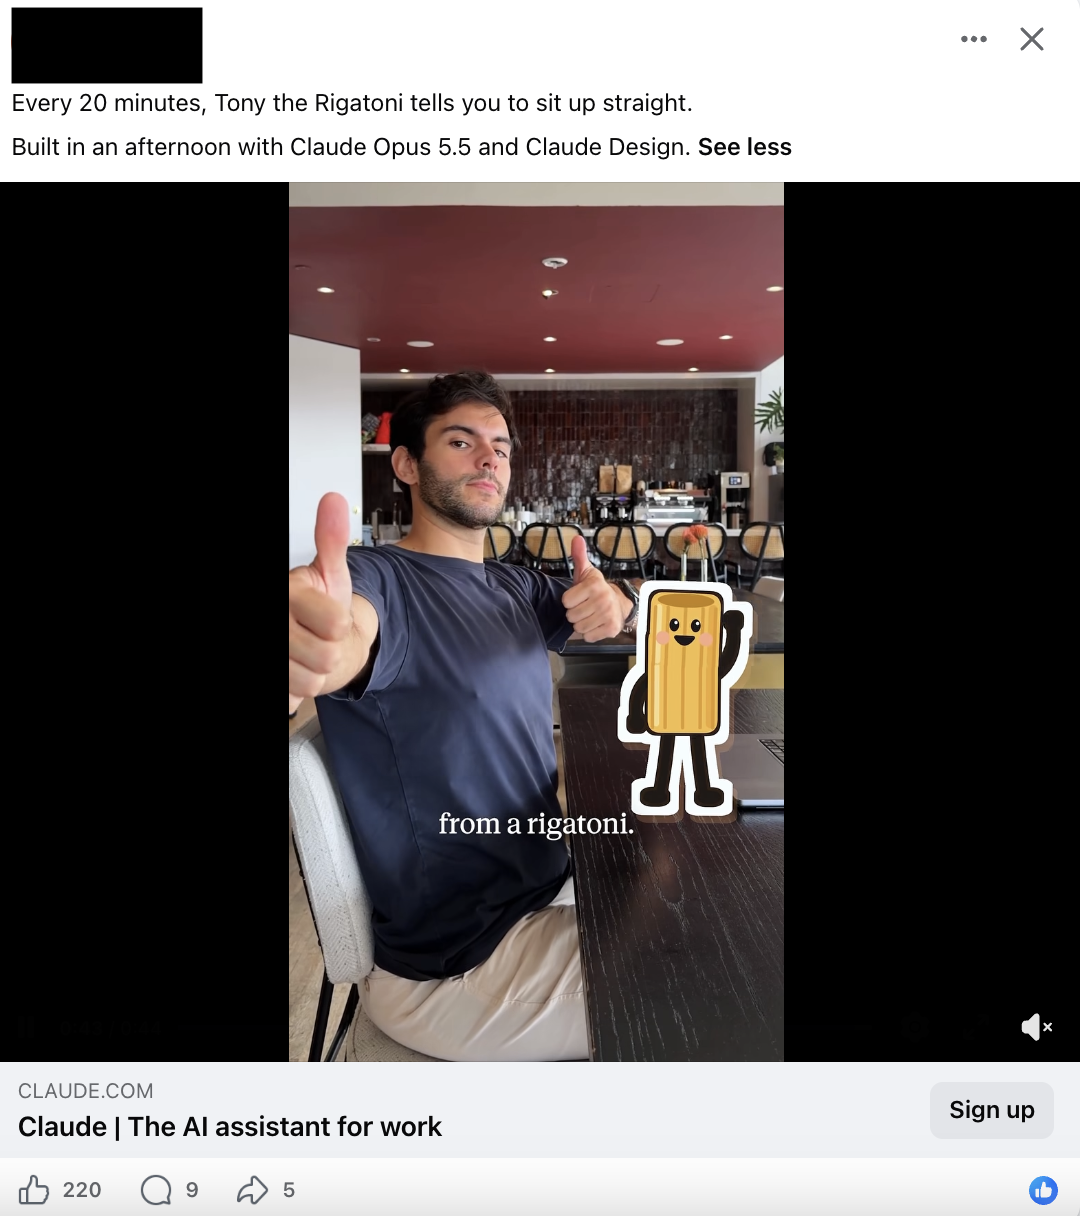 Every 20 minutes, Tony the Rigatoni tells you to sit up straight.
Built in an afternoon with Claude Opus 5.5 and Claude Design. See less
from a rigatoni.
CLAUDE.COM
Claude | The AI assistant for work
Sign up
220
9
5